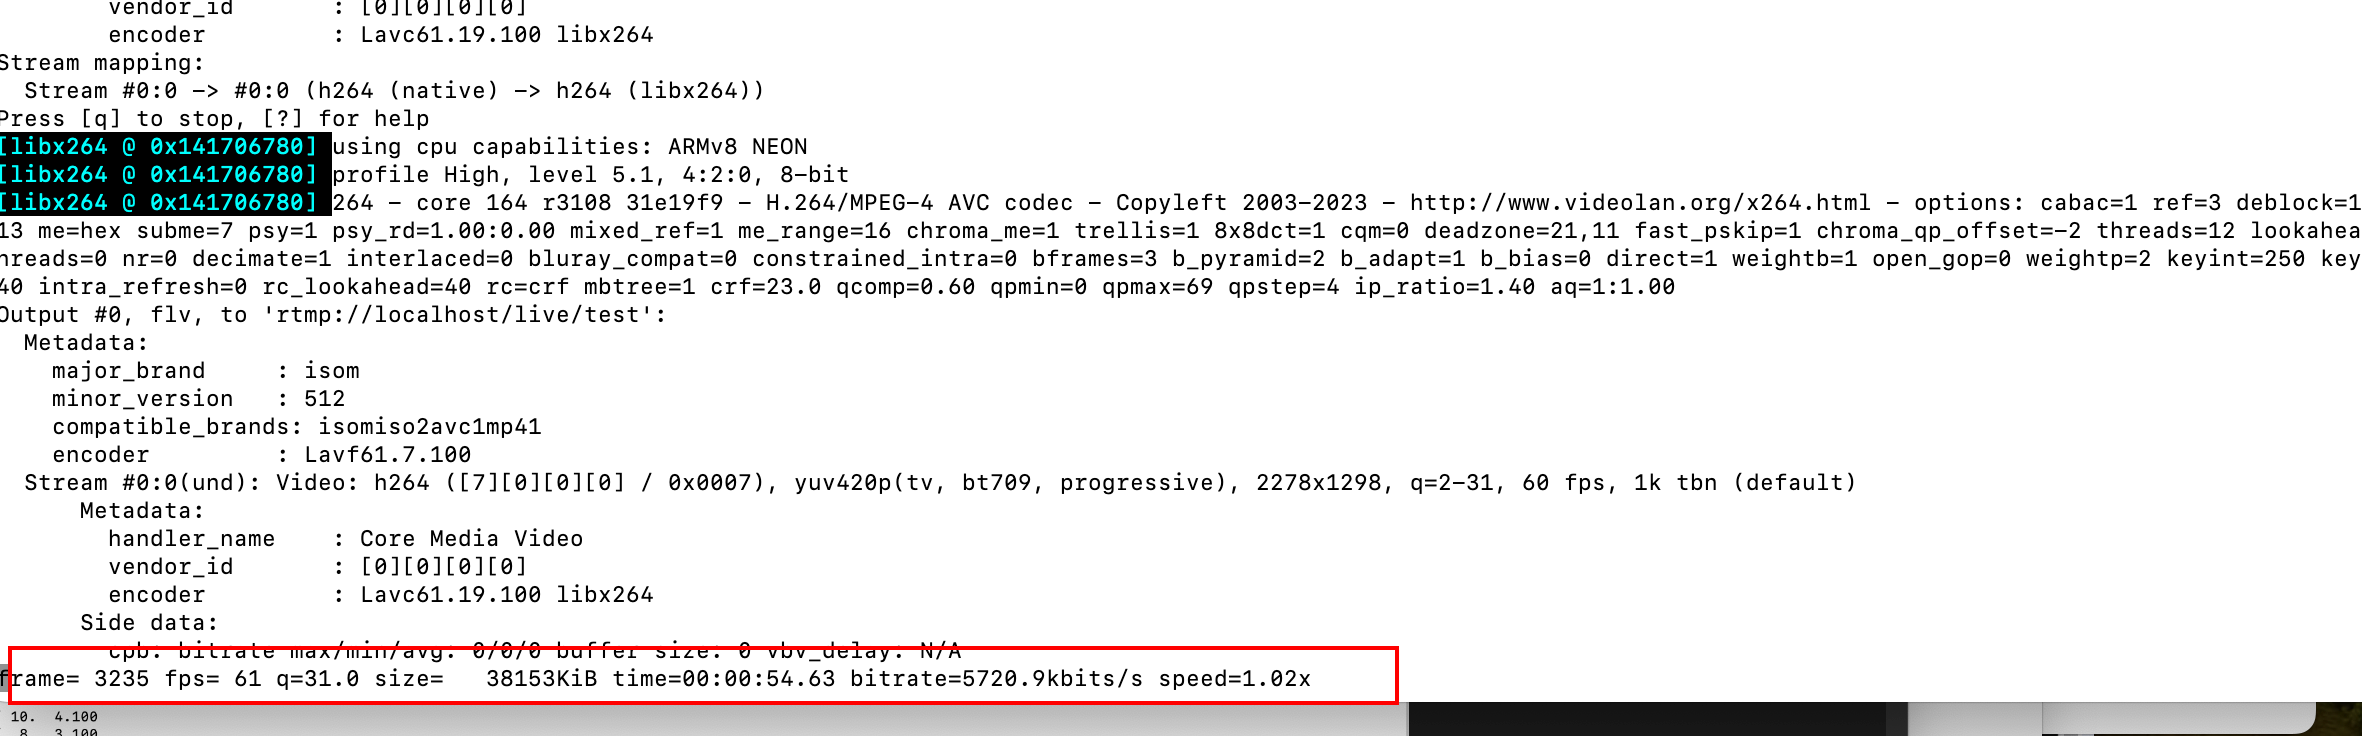 vendor_id : [0][0][0][0]
encoder : Lavc61.19.100 libx264
Stream mapping:
Stream #0:0 -> #0:0 (h264 (native) -> h264 (libx264))
Press [q] to stop, [?] for help
[libx264 @ 0x141706780] using cpu capabilities: ARMv8 NEON
[libx264 @ 0x141706780] profile High, level 5.1, 4:2:0, 8-bit
[libx264 @ 0x141706780] 264 - core 164 r3108 31e19f9 - H.264/MPEG-4 AVC codec - Copyleft 2003-2023 - http://www.videolan.org/x264.html - options: cabac=1 ref=3 deblock=1
13 me=hex subme=7 psy=1 psy_rd=1.00:0.00 mixed_ref=1 me_range=16 chroma_me=1 trellis=1 8x8dct=1 cqm=0 deadzone=21,11 fast_pskip=1 chroma_qp_offset=-2 threads=12 lookahea
hreads=0 nr=0 decimate=1 interlaced=0 bluray_compat=0 constrained_intra=0 bframes=3 b_pyramid=2 b_adapt=1 b_bias=0 direct=1 weightb=1 open_gop=0 weightp=2 keyint=250 key
40 intra_refresh=0 rc_lookahead=40 rc=crf mbtree=1 crf=23.0 qcomp=0.60 qpmin=0 qpmax=69 qpstep=4 ip_ratio=1.40 aq=1:1.00
Output #0, flv, to 'rtmp://localhost/live/test':
Metadata:
major_brand : isom
minor_version : 512
compatible_brands: isomiso2avc1mp41
encoder : Lavf61.7.100
Stream #0:0(und): Video: h264 ([7][0][0][0] / 0x0007), yuv420p(tv, bt709, progressive), 2278x1298, q=2-31, 60 fps, 1k tbn (default)
Metadata:
handler_name : Core Media Video
vendor_id : [0][0][0][0]
encoder : Lavc61.19.100 libx264
Side data:
cpb: bitrate max/min/avg: 0/0/0 buffer size: 0 vbv_delay: N/A
frame= 3235 fps= 61 q=31.0 size= 38153KiB time=00:00:54.63 bitrate=5720.9kbits/s speed=1.02x
10. 4.100
8 3.100